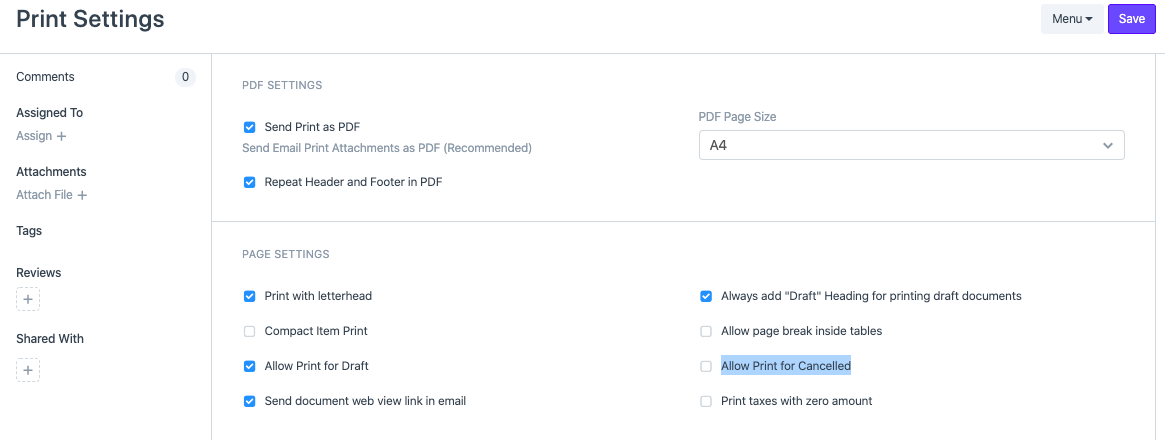 Print Settings
Menu
Save
Comments
0
Assigned To
Assign +
Attachments
Attach File +
Tags
Reviews
+
Shared With
+
PDF SETTINGS
Send Print as PDF
Send Email Print Attachments as PDF (Recommended)
Repeat Header and Footer in PDF
PDF Page Size
A4
PAGE SETTINGS
Print with letterhead
Compact Item Print
Allow Print for Draft
Send document web view link in email
Always add "Draft" Heading for printing draft documents
Allow page break inside tables
Allow Print for Cancelled
Print taxes with zero amount